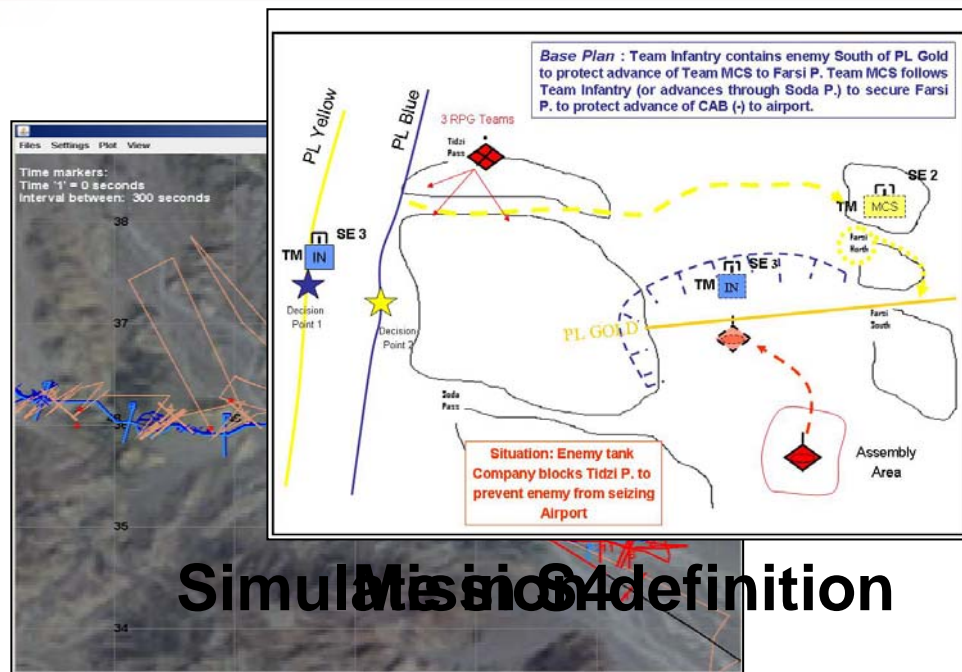 Base Plan : Team Infantry contains enemy South of PL Gold
to protect advance of Team MCS to Farsi P. Team MCS follows
Team Infantry (or advances through Soda P.) to secure Farsi
P. to protect advance of CAB (-) to airport.
PL Yellow
PL Blue
3 RPG Teams
Tidzi
Pass
SE 2
TM
MCS
SE 3
TM
IN
Farsi
North
SE 3
TM
IN
Decision
Point 1
Decision
Point 2
PL GOLD
Farsi
South
Soda
Pass
Situation: Enemy tank
Company blocks Tidzi P. to
prevent enemy from seizing
Airport
Assembly
Area
Files Settings Plot View
Time markers:
Time '1' = 0 seconds
Interval between: 300 seconds
38
37
36
35
34
Simulate in S4
Mission definition